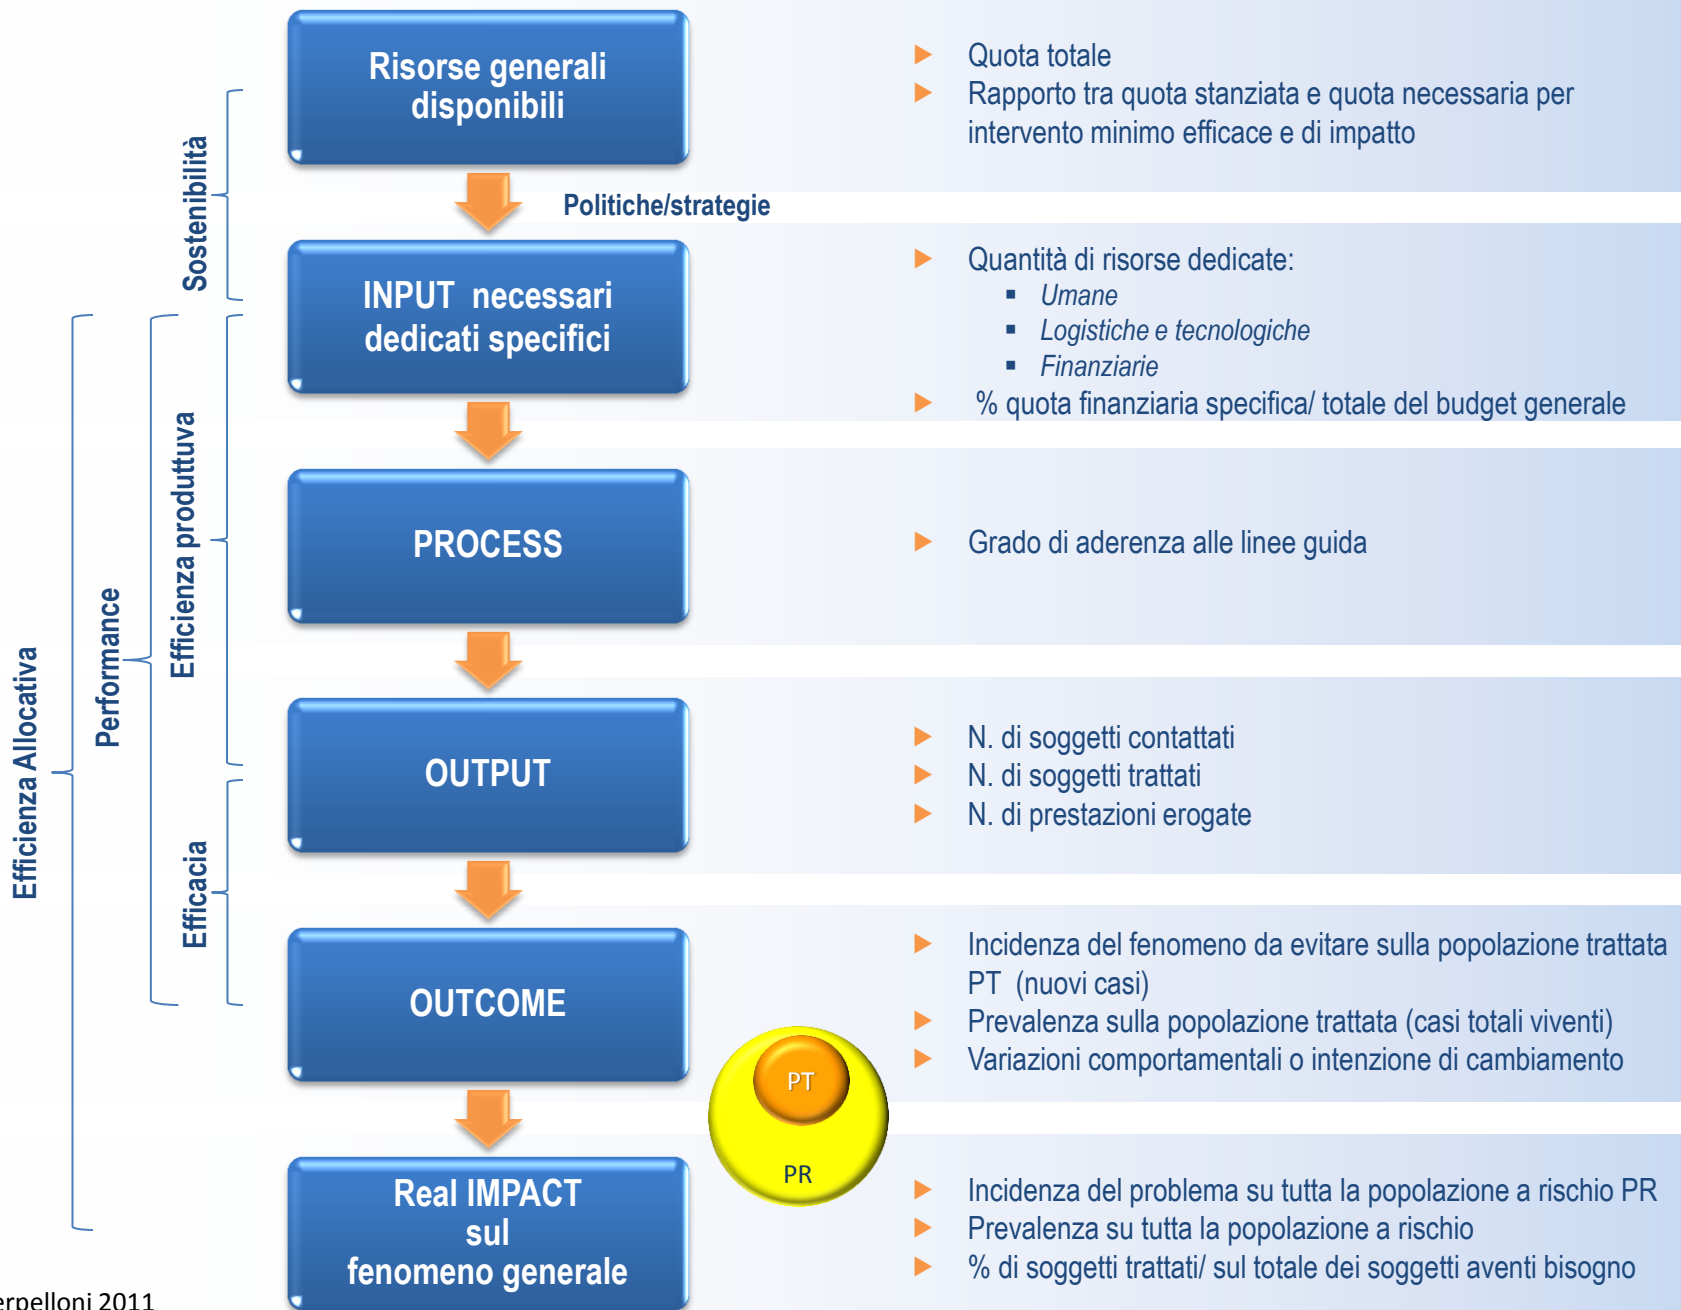 Risorse generali
disponibili
Quota totale
Rapporto tra quota stanziata e quota necessaria per
intervento minimo efficace e di impatto
Sostenibilità
Politiche/strategie
INPUT necessari
dedicati specifici
Quantità di risorse dedicate:
Umane
Logistiche e tecnologiche
Finanziarie
% quota finanziaria specifica/ totale del budget generale
Efficienza Allocativa
Performance
Efficienza produttuva
PROCESS
Grado di aderenza alle linee guida
OUTPUT
N. di soggetti contattati
N. di soggetti trattati
N. di prestazioni erogate
Efficacia
OUTCOME
Incidenza del fenomeno da evitare sulla popolazione trattata
PT (nuovi casi)
Prevalenza sulla popolazione trattata (casi totali viventi)
Variazioni comportamentali o intenzione di cambiamento
PT
PR
Real IMPACT
sul
fenomeno generale
Incidenza del problema su tutta la popolazione a rischio PR
Prevalenza su tutta la popolazione a rischio
% di soggetti trattati/ sul totale dei soggetti aventi bisogno
erpelloni 2011